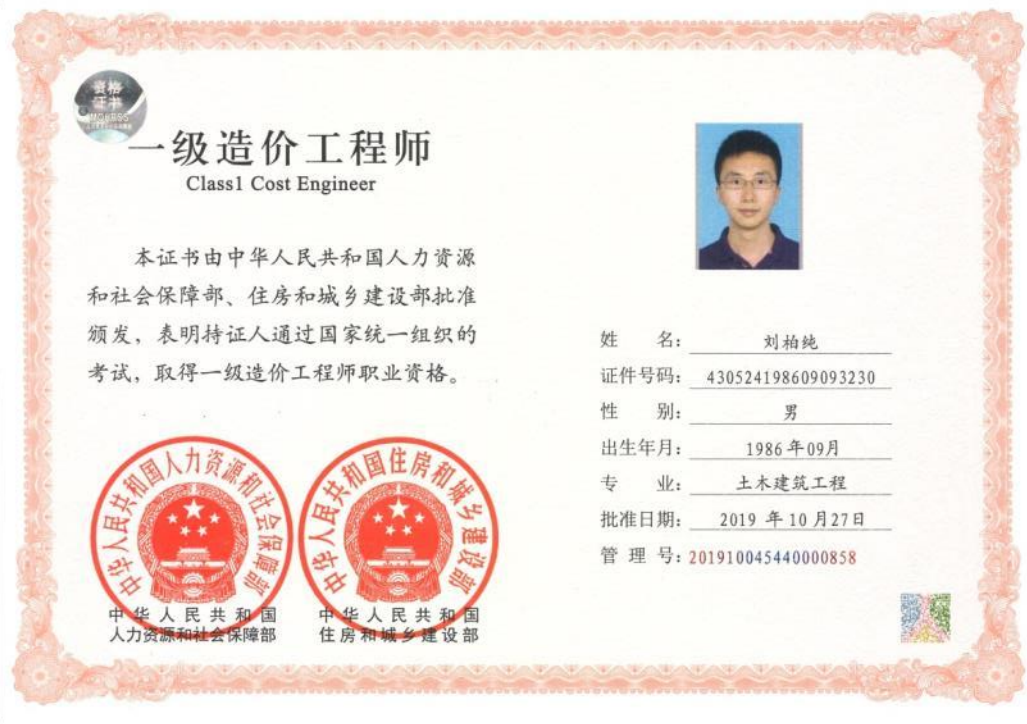 资格
证书
MOHRSS
一级造价工程师
Class1 Cost Engineer
本证书由中华人民共和国人力资源
和社会保障部、住房和城乡建设部批准
颁发，表明持证人通过国家统一组织的
考试，取得一级造价工程师职业资格。
中华人民共和国人力资源和社会保障部
中华人民共和国住房和城乡建设部
中华人民共和国
人力资源和社会保障部
中华人民共和国
住房和城乡建设部
姓 名： 刘柏纯
证件号码： 430524198609093230
性 别： 男
出生年月： 1986年09月
专 业： 土木建筑工程
批准日期： 2019 年 10 月27日
管 理 号: 201910045440000858